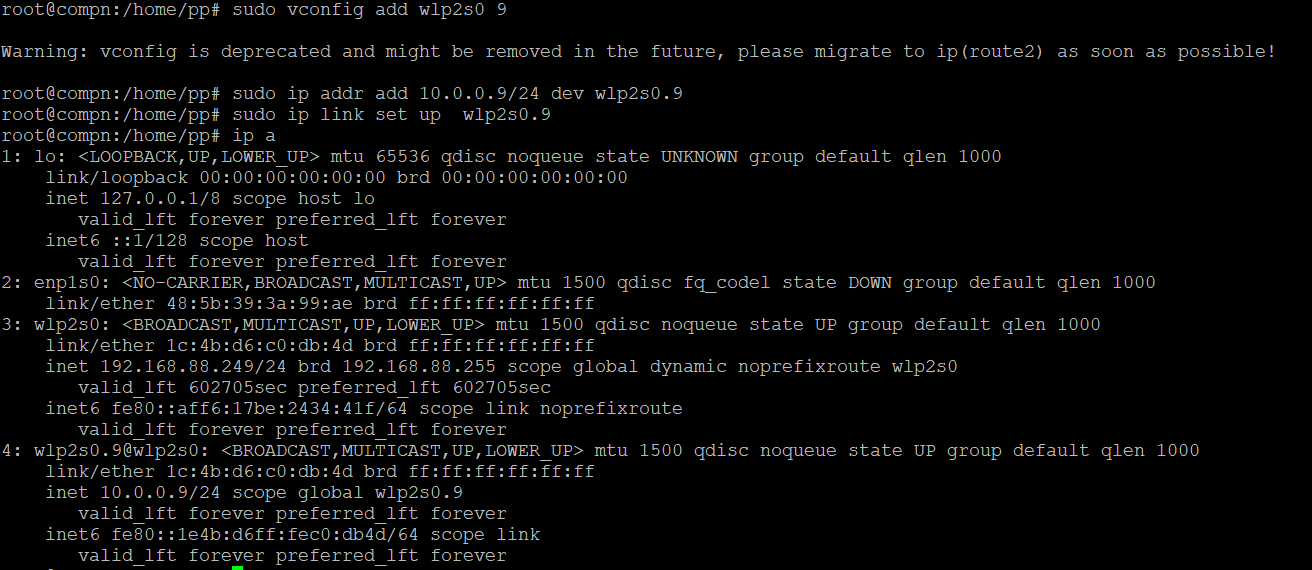 root@compn:/home/pp# sudo vconfig add wlp2s0 9
Warning: vconfig is deprecated and might be removed in the future, please migrate to ip(route2) as soon as possible!
root@compn:/home/pp# sudo ip addr add 10.0.0.9/24 dev wlp2s0.9
root@compn:/home/pp# sudo ip link set up  wlp2s0.9
root@compn:/home/pp# ip a
1: lo: <LOOPBACK,UP,LOWER_UP> mtu 65536 qdisc noqueue state UNKNOWN group default qlen 1000
    link/loopback 00:00:00:00:00:00 brd 00:00:00:00:00:00
    inet 127.0.0.1/8 scope host lo
       valid_lft forever preferred_lft forever
    inet6 ::1/128 scope host
       valid_lft forever preferred_lft forever
2: enp1s0: <NO-CARRIER,BROADCAST,MULTICAST,UP> mtu 1500 qdisc fq_codel state DOWN group default qlen 1000
    link/ether 48:5b:39:3a:99:ae brd ff:ff:ff:ff:ff:ff
3: wlp2s0: <BROADCAST,MULTICAST,UP,LOWER_UP> mtu 1500 qdisc noqueue state UP group default qlen 1000
    link/ether 1c:4b:d6:c0:db:4d brd ff:ff:ff:ff:ff:ff
    inet 192.168.88.249/24 brd 192.168.88.255 scope global dynamic noprefixroute wlp2s0
       valid_lft 602705sec preferred_lft 602705sec
    inet6 fe80::aff6:17be:2434:41f/64 scope link noprefixroute
       valid_lft forever preferred_lft forever
4: wlp2s0.9@wlp2s0: <BROADCAST,MULTICAST,UP,LOWER_UP> mtu 1500 qdisc noqueue state UP group default qlen 1000
    link/ether 1c:4b:d6:c0:db:4d brd ff:ff:ff:ff:ff:ff
    inet 10.0.0.9/24 scope global wlp2s0.9
       valid_lft forever preferred_lft forever
    inet6 fe80::1e4b:d6ff:fec0:db4d/64 scope link
       valid_lft forever preferred_lft forever